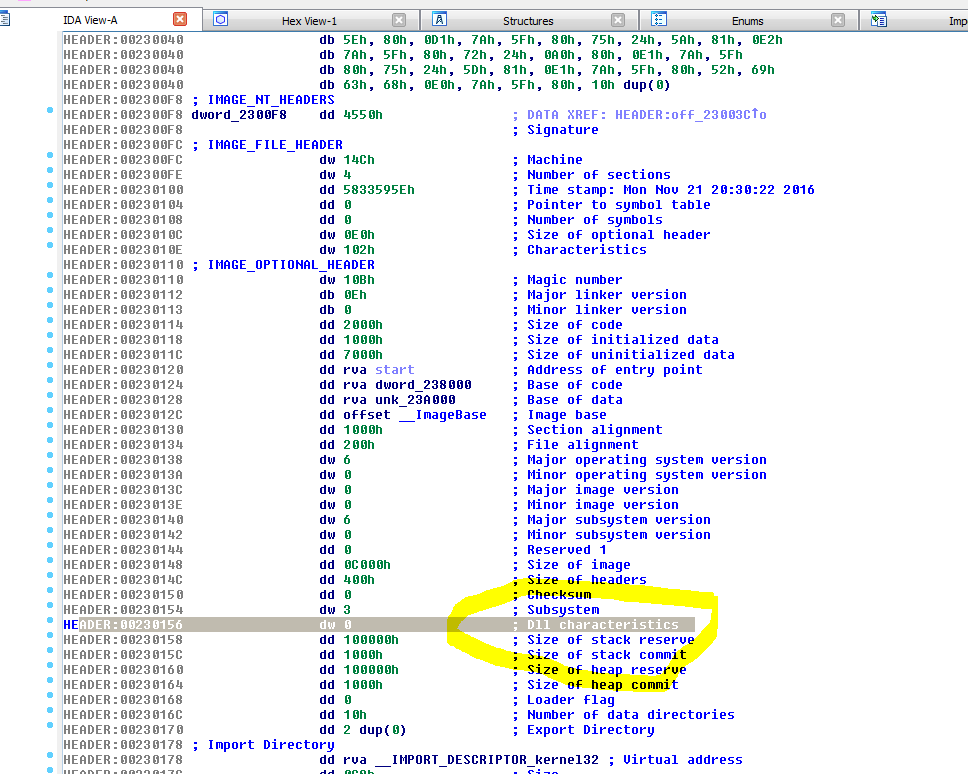 IDA View-A Hex View-1 Structures Enums Imp
HEADER:00230040 db 5Eh, 80h, 0D1h, 7Ah, 5Fh, 80h, 75h, 24h, 5Ah, 81h, 0E2h
HEADER:00230040 db 7Ah, 5Fh, 80h, 72h, 24h, 0A0h, 80h, 0E1h, 7Ah, 5Fh
HEADER:00230040 db 80h, 75h, 24h, 5Dh, 81h, 0E1h, 7Ah, 5Fh, 80h, 52h, 69h
HEADER:00230040 db 63h, 68h, 0E0h, 7Ah, 5Fh, 80h, 10h dup(0)
HEADER:002300F8 ; IMAGE_NT_HEADERS
HEADER:002300F8 dword_2300F8 dd 4550h ; DATA XREF: HEADER:off_23003C↑o
HEADER:002300F8 ; Signature
HEADER:002300FC ; IMAGE_FILE_HEADER
HEADER:002300FC dw 14Ch ; Machine
HEADER:002300FE dw 4 ; Number of sections
HEADER:00230100 dd 5833595Eh ; Time stamp: Mon Nov 21 20:30:22 2016
HEADER:00230104 dd 0 ; Pointer to symbol table
HEADER:00230108 dd 0 ; Number of symbols
HEADER:0023010C dw 0E0h ; Size of optional header
HEADER:0023010E dw 102h ; Characteristics
HEADER:00230110 ; IMAGE_OPTIONAL_HEADER
HEADER:00230110 dw 10Bh ; Magic number
HEADER:00230112 db 0Eh ; Major linker version
HEADER:00230113 db 0 ; Minor linker version
HEADER:00230114 dd 2000h ; Size of code
HEADER:00230118 dd 1000h ; Size of initialized data
HEADER:0023011C dd 7000h ; Size of uninitialized data
HEADER:00230120 dd rva start ; Address of entry point
HEADER:00230124 dd rva dword_238000 ; Base of code
HEADER:00230128 dd rva unk_23A000 ; Base of data
HEADER:0023012C dd offset __ImageBase ; Image base
HEADER:00230130 dd 1000h ; Section alignment
HEADER:00230134 dd 200h ; File alignment
HEADER:00230138 dw 6 ; Major operating system version
HEADER:0023013A dw 0 ; Minor operating system version
HEADER:0023013C dw 0 ; Major image version
HEADER:0023013E dw 0 ; Minor image version
HEADER:00230140 dw 6 ; Major subsystem version
HEADER:00230142 dw 0 ; Minor subsystem version
HEADER:00230144 dd 0 ; Reserved 1
HEADER:00230148 dd 0C000h ; Size of image
HEADER:0023014C dd 400h ; Size of headers
HEADER:00230150 dd 0 ; Checksum
HEADER:00230154 dw 3 ; Subsystem
HEADER:00230156 dw 0 ; Dll characteristics
HEADER:00230158 dd 100000h ; Size of stack reserve
HEADER:0023015C dd 1000h ; Size of stack commit
HEADER:00230160 dd 100000h ; Size of heap reserve
HEADER:00230164 dd 1000h ; Size of heap commit
HEADER:00230168 dd 0 ; Loader flag
HEADER:0023016C dd 10h ; Number of data directories
HEADER:00230170 dd 2 dup(0) ; Export Directory
HEADER:00230178 ; Import Directory
HEADER:00230178 dd rva __IMPORT_DESCRIPTOR_kernel32 ; Virtual address